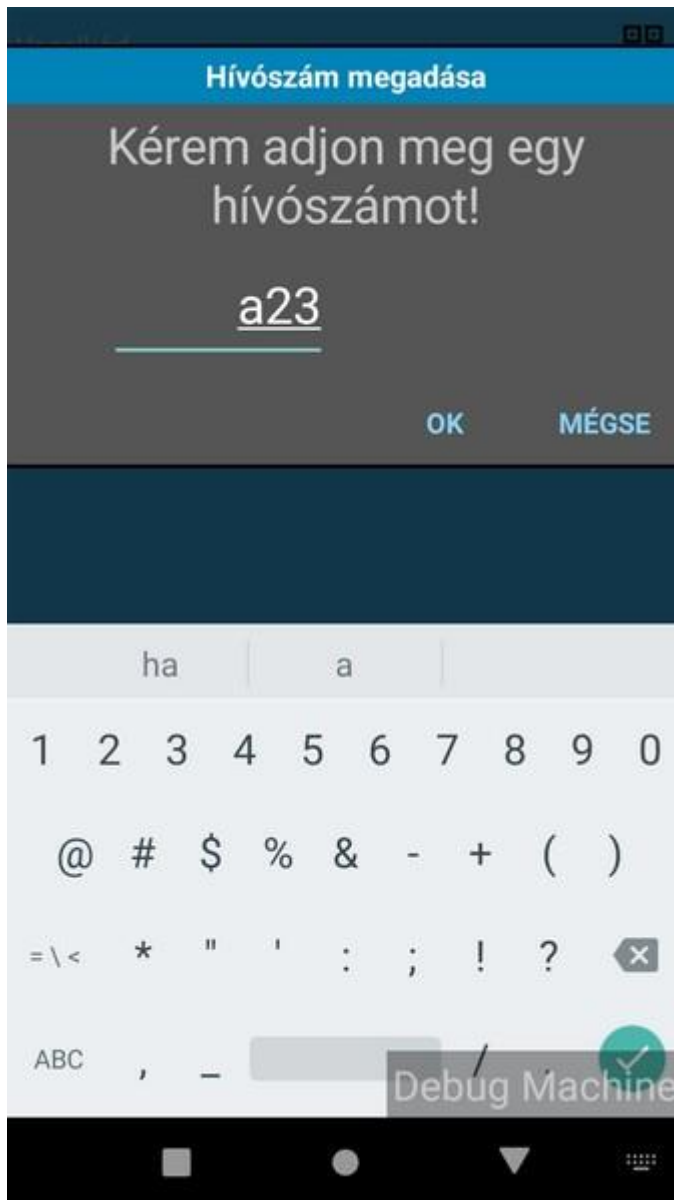 Hívószám megadása
Kérem adjon meg egy
hívószámot!
a23
OK MÉGSE
ha a
1 2 3 4 5 6 7 8 9 0
@ # $ % & - + ( )
= \ < * " ' : ; ! ?
ABC , _ / .
Debug Machine